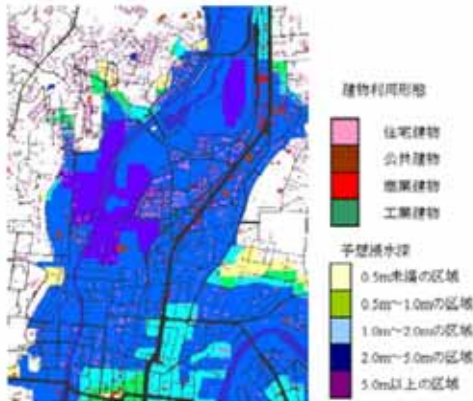 建物利用形態
住宅建物
公共建物
商業建物
工業建物
予想浸水深
0.5m未満の区域
0.5m～1.0mの区域
1.0m～2.0mの区域
2.0m～5.0mの区域
5.0m以上の区域